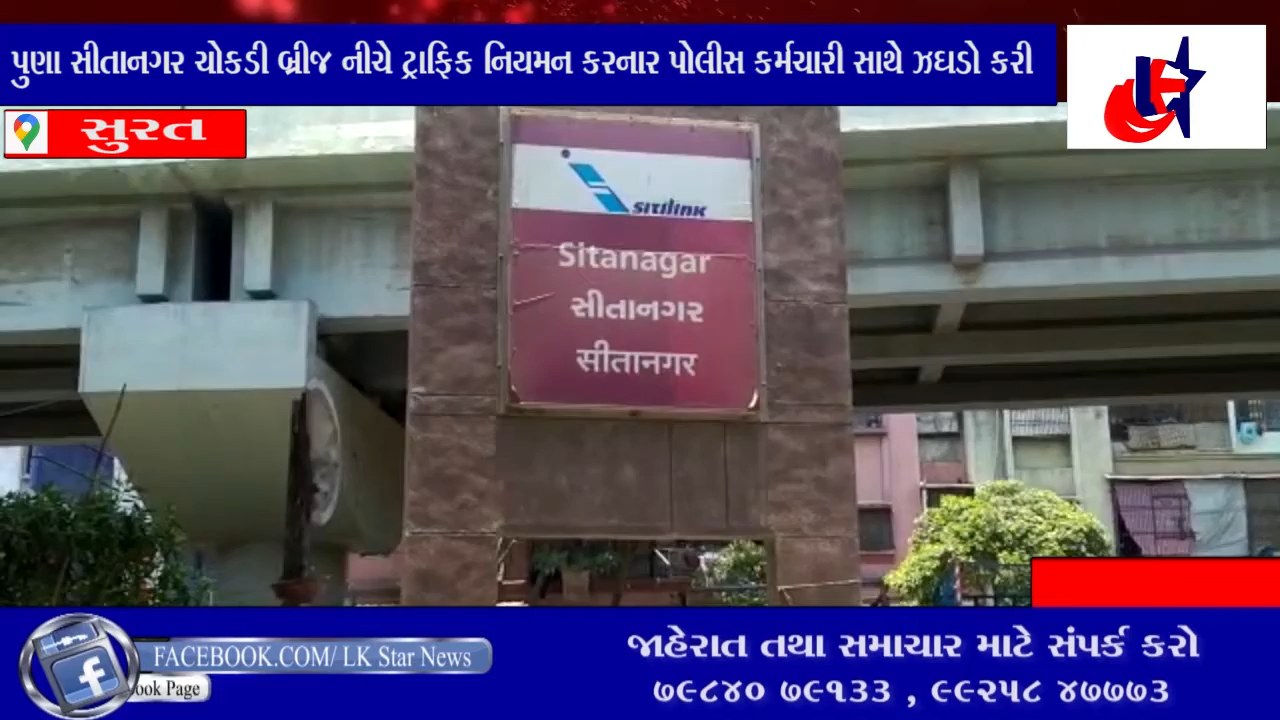 પુણા સીતાનગર ચોકડી બ્રીજ નીચે ટ્રાફિક નિયમન કરનાર પોલીસ કર્મચારી સાથે ઝઘડો કરી
સુરત
sitilink
Sitanagar
સીતાનગર
सीतानगर
FACEBOOK.COM/ LK Star News
ook Page
જાહેરાત તથા સમાચાર માટે સંપર્ક કરો
૭૯૮૪૦ ૭૯૧૩૩ , ૯૯૨૫૮ ૪૭૭૭૩